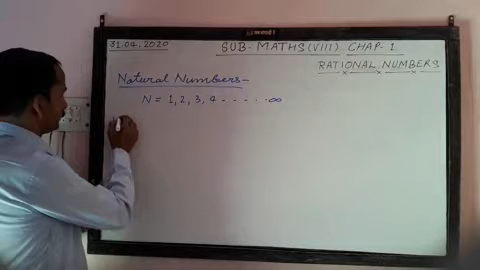 31.04.2020
SUB- MATHS(VIII) CHAP- 1
RATIONAL NUMBERS
Natural Numbers-
N = 1, 2, 3, 4 - - - - - - ∞